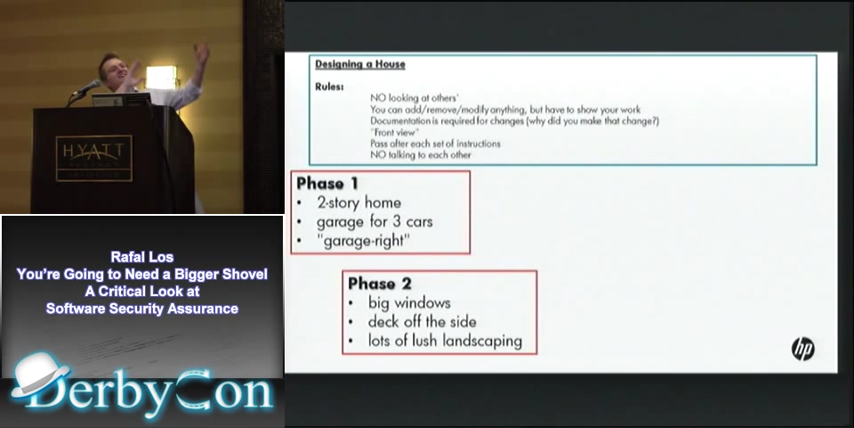 Designing a House
Rules:
NO looking at others'
You can add/remove/modify anything, but have to show your work
Documentation is required for changes (why did you make that change?)
"Front view"
Pass after each set of instructions
NO talking to each other
HYATT
Phase 1
• 2-story home
• garage for 3 cars
• "garage-right"
Rafal Los
You're Going to Need a Bigger Shovel
A Critical Look at
Software Security Assurance
Phase 2
• big windows
• deck off the side
• lots of lush landscaping
hp
DerbyCon